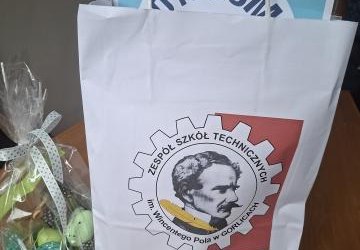 ZESPÓŁ SZKÓŁ TECHNICZNYCH
im. Wincentego Pola w GORLICACH